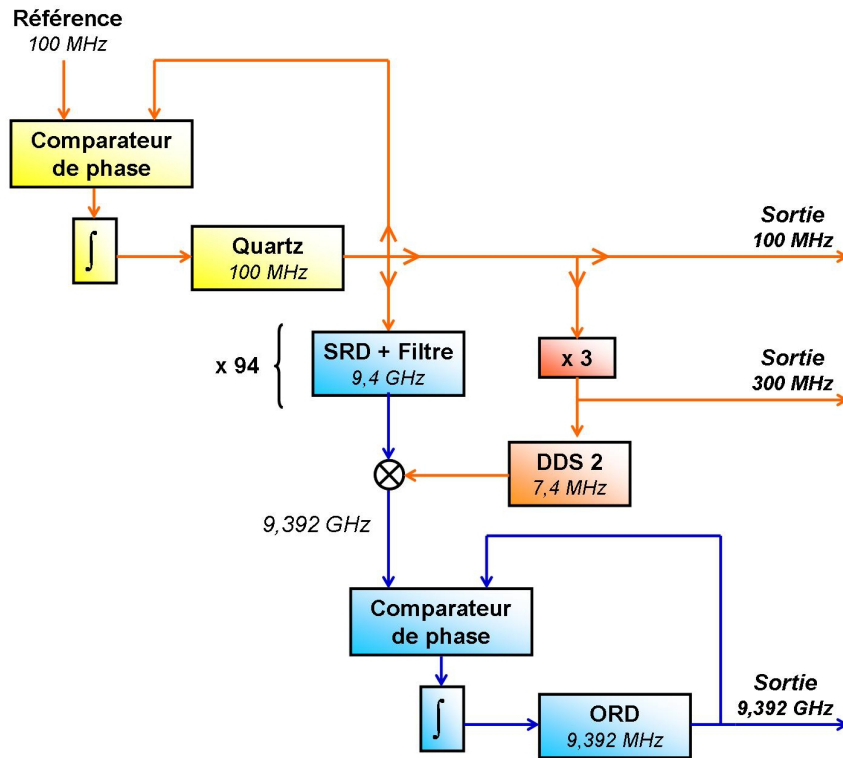 Référence
100 MHz
Comparateur
de phase
∫
Quartz
100 MHz
Sortie
100 MHz
x 94
SRD + Filtre
9,4 GHz
x 3
Sortie
300 MHz
DDS 2
7,4 MHz
9,392 GHz
Comparateur
de phase
∫
ORD
9,392 MHz
Sortie
9,392 GHz